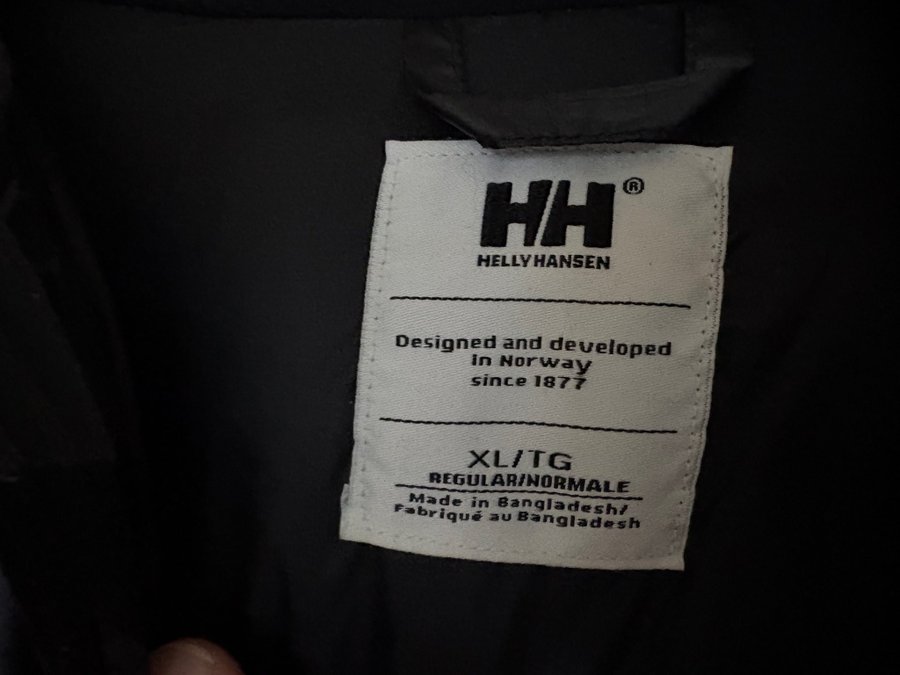 HH®
HELLY HANSEN
Designed and developed
in Norway
since 1877
XL/TG
REGULAR/NORMALE
Made in Bangladesh/
Fabriqué au Bangladesh